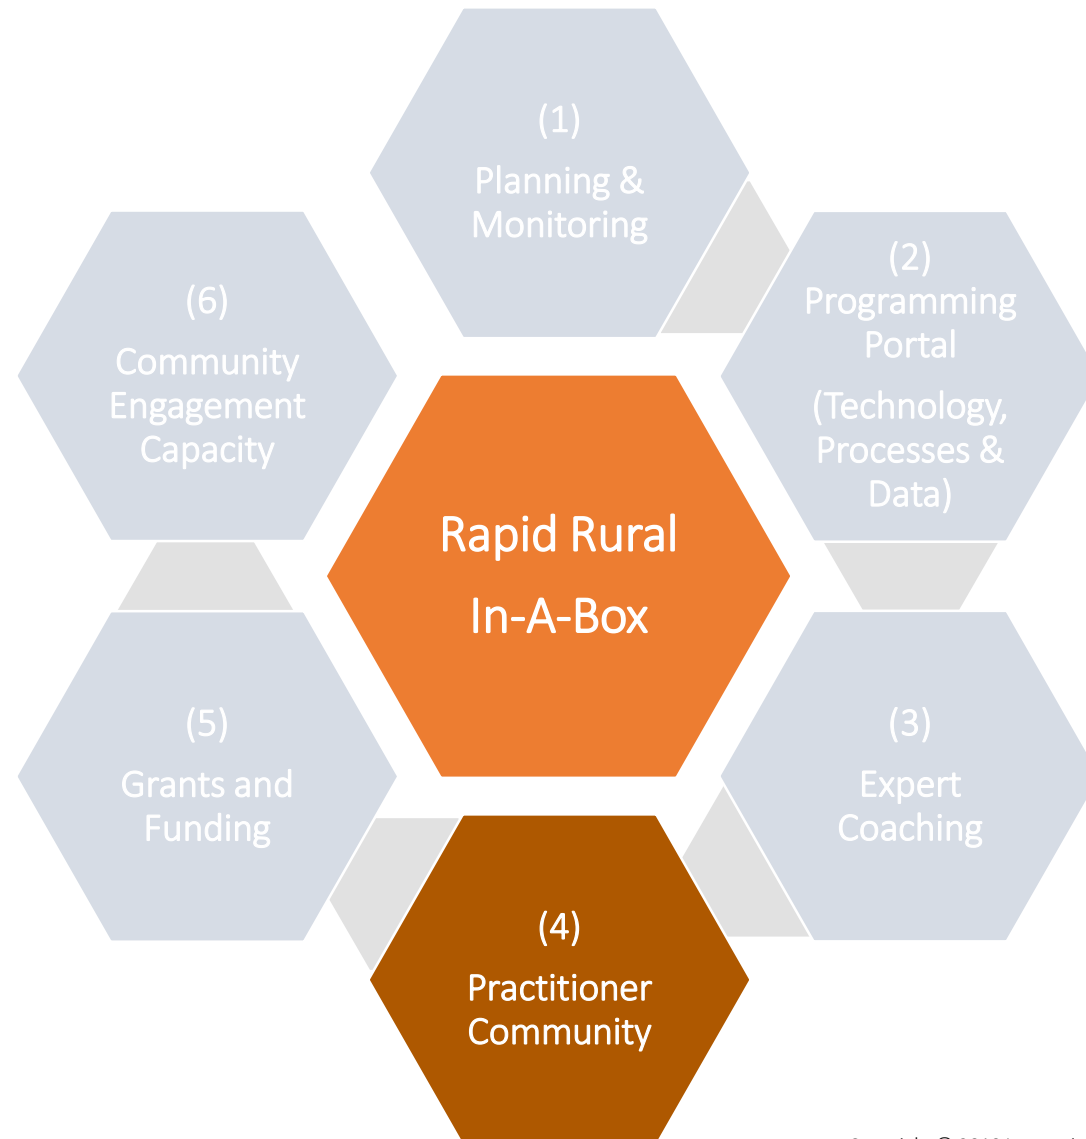 (1)
Planning &
Monitoring
(2)
Programming
Portal
(Technology,
Processes &
Data)
(6)
Community
Engagement
Capacity
Rapid Rural
In-A-Box
(5)
Grants and
Funding
(3)
Expert
Coaching
(4)
Practitioner
Community